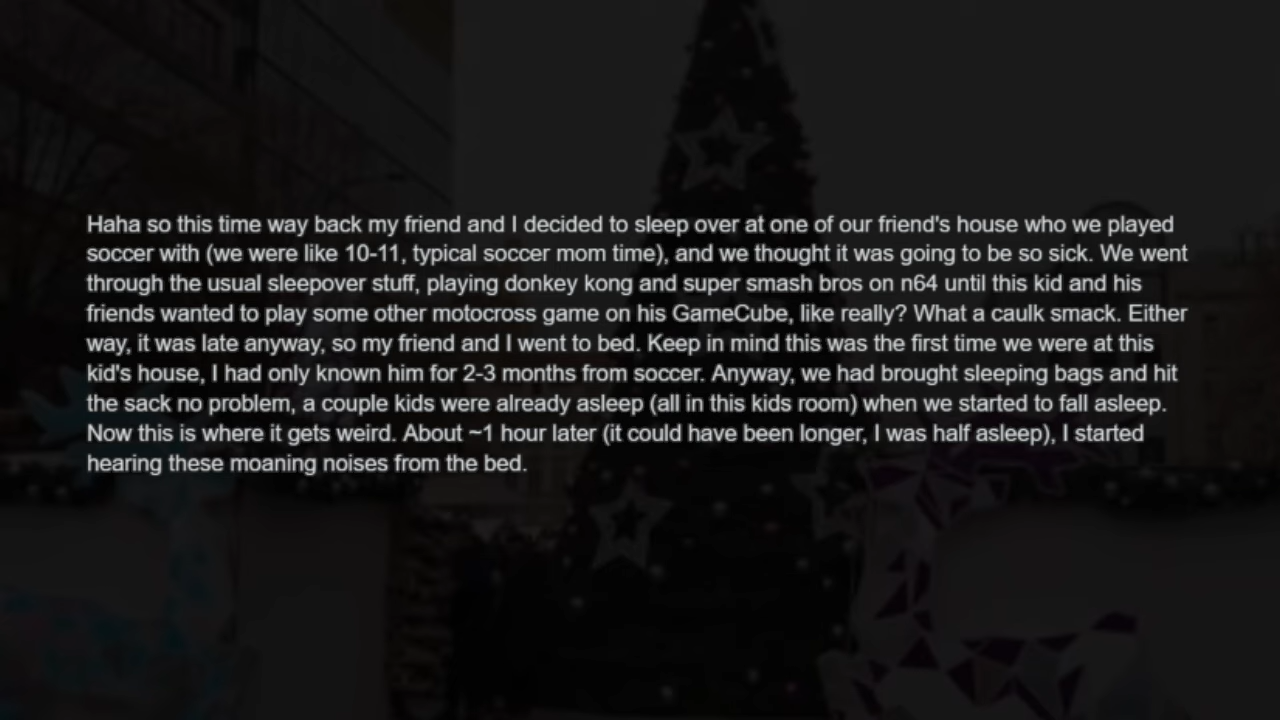 Haha so this time way back my friend and I decided to sleep over at one of our friend's house who we played
soccer with (we were like 10-11, typical soccer mom time), and we thought it was going to be so sick. We went
through the usual sleepover stuff, playing donkey kong and super smash bros on n64 until this kid and his
friends wanted to play some other motocross game on his GameCube, like really? What a caulk smack. Either
way, it was late anyway, so my friend and I went to bed. Keep in mind this was the first time we were at this
kid's house, I had only known him for 2-3 months from soccer. Anyway, we had brought sleeping bags and hit
the sack no problem, a couple kids were already asleep (all in this kids room) when we started to fall asleep.
Now this is where it gets weird. About ~1 hour later (it could have been longer, I was half asleep), I started
hearing these moaning noises from the bed.